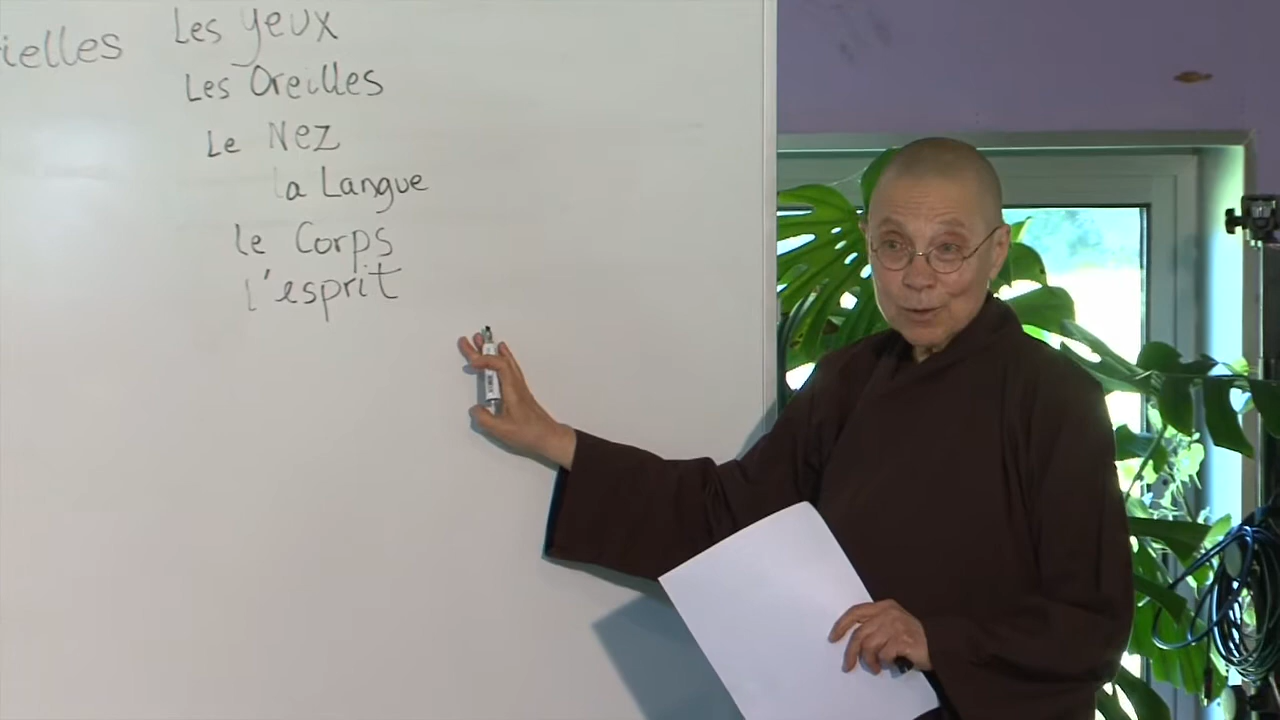 ielles Les yeux
Les Oreilles
Le Nez
la Langue
le Corps
l'esprit